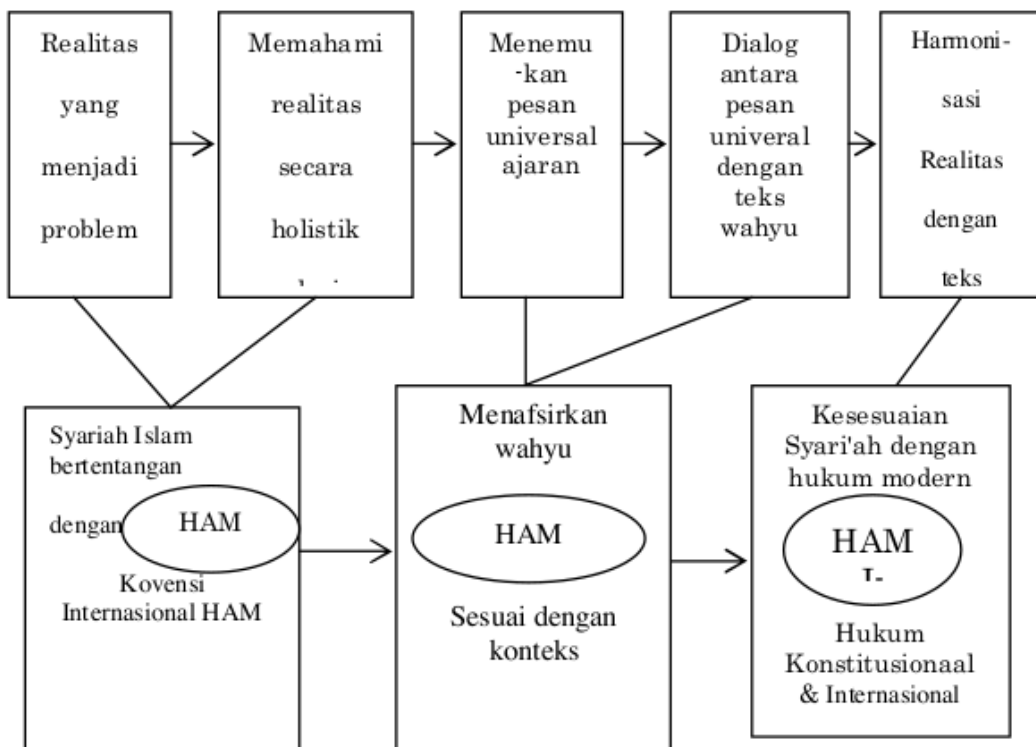 Realitas
yang
menjadi
problem
Memahami
realitas
secara
holistik
Menemu
-kan
pesan
universal
ajaran
Dialog
antara
pesan
univeral
dengan
teks
wahyu
Harmoni-
sasi
Realitas
dengan
teks
Syariah Islam
bertentangan
dengan
HAM
Kovensi
Internasional HAM
Menafsirkan
wahyu
HAM
Sesuai dengan
konteks
Kesesuaian
Syari'ah dengan
hukum modern
HAM
Hukum
Konstitusionaal
& Internasional